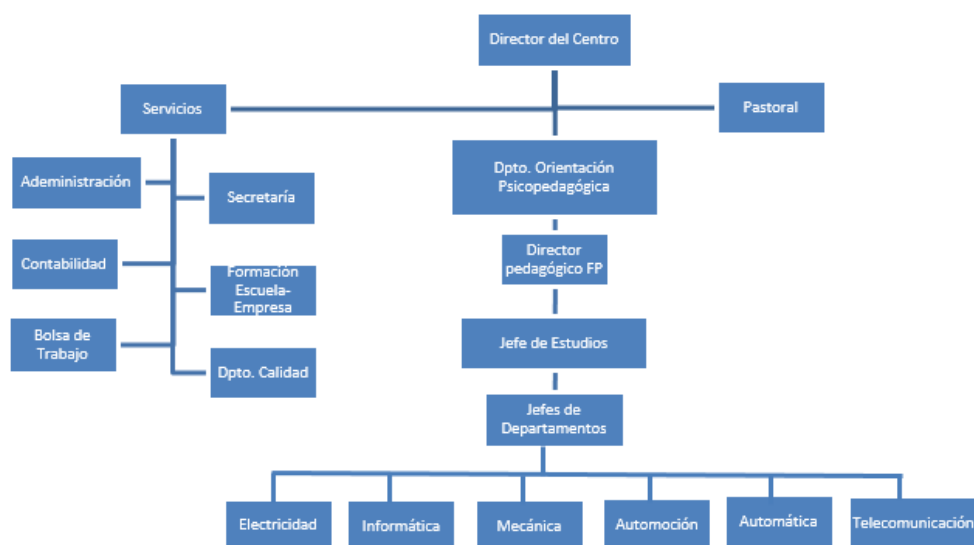 Director del Centro
Servicios
Pastoral
Dpto. Orientación
Psicopedagógica
Adeministración
Secretaría
Director
pedagógico FP
Contabilidad
Formación
Escuela-
Empresa
Bolsa de
Trabajo
Jefe de Estudios
Dpto. Calidad
Jefes de
Departamentos
Electricidad
Informática
Mecánica
Automoción
Automática
Telecomunicación